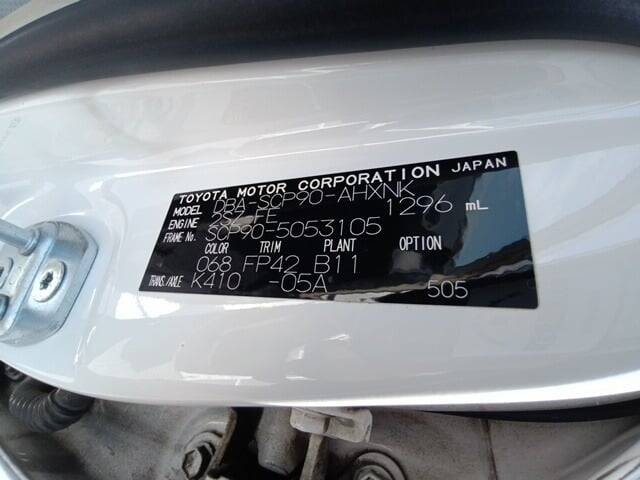 TOYOTA MOTOR CORPORATION JAPAN
MODEL DBA-SCP90-AHXNK
ENGINE 2SZ-FE 1296 mL
FRAME No. SCP90-5053105
COLOR TRIM PLANT OPTION
068 FP42 B11
TRANS./AXLE K410 -05A 505